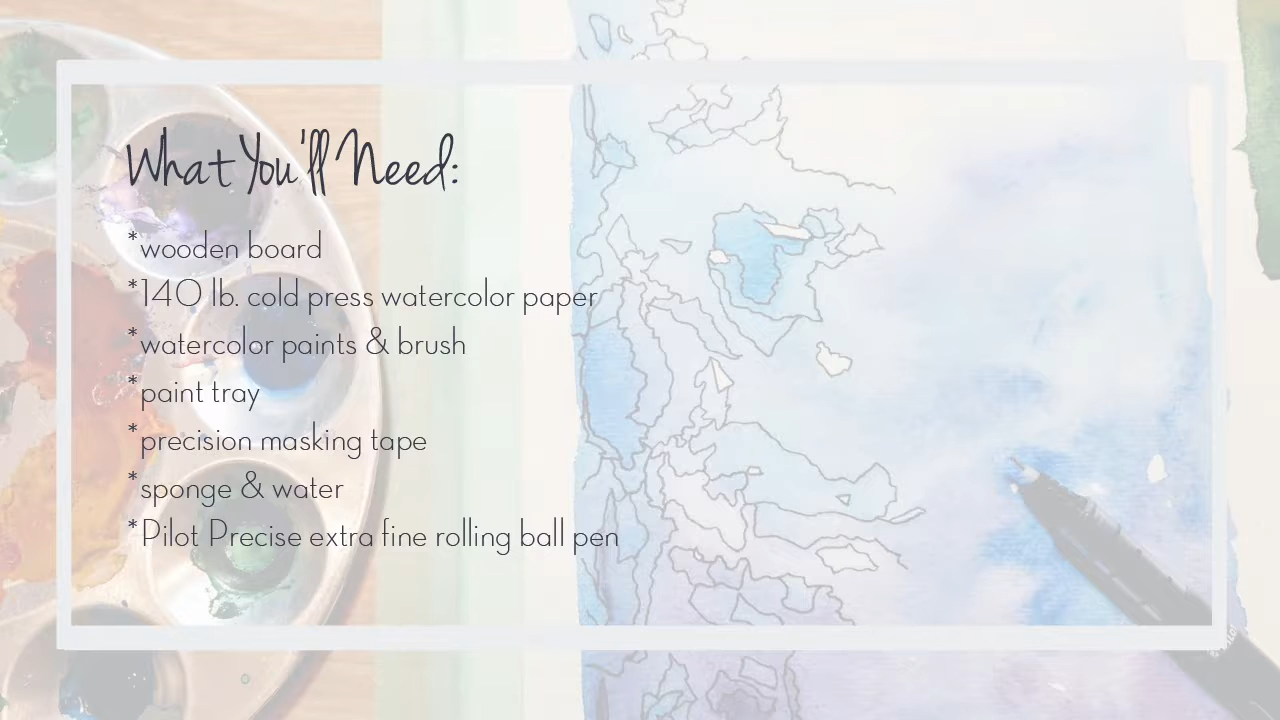 What You'll Need:
*wooden board
*140 lb. cold press watercolor paper
*watercolor paints & brush
*paint tray
*precision masking tape
*sponge & water
*Pilot Precise extra fine rolling ball pen